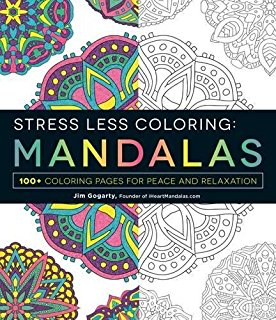 STRESS LESS COLORING:
MANDALAS
100+ COLORING PAGES FOR PEACE AND RELAXATION
Jim Gogarty, Founder of iHeartMandalas.com